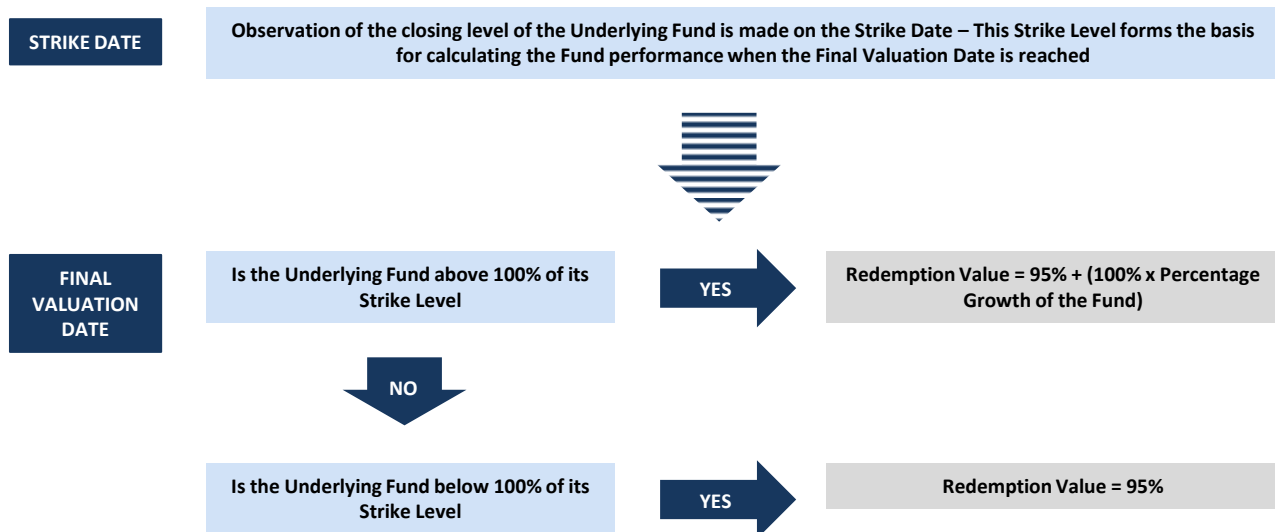 STRIKE DATE
Observation of the closing level of the Underlying Fund is made on the Strike Date – This Strike Level forms the basis
for calculating the Fund performance when the Final Valuation Date is reached
FINAL
VALUATION
DATE
Is the Underlying Fund above 100% of its
Strike Level
YES
Redemption Value = 95% + (100% x Percentage
Growth of the Fund)
NO
Is the Underlying Fund below 100% of its
Strike Level
YES
Redemption Value = 95%